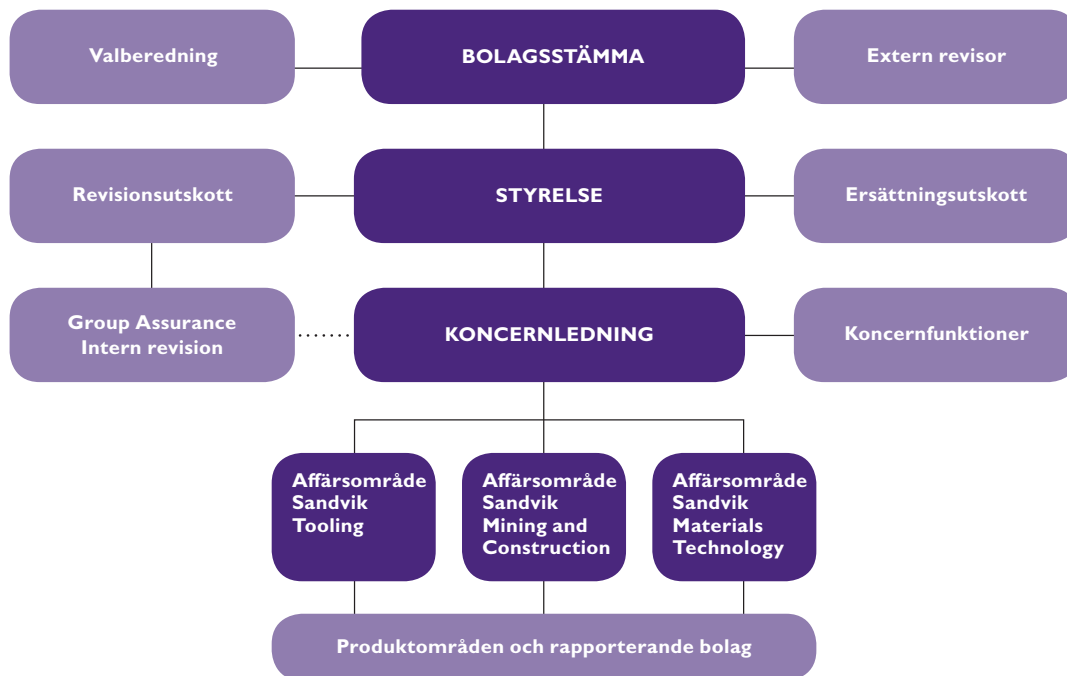 Valberedning
BOLAGSSTÄMMA
Extern revisor
Revisionsutskott
STYRELSE
Ersättningsutskott
Group Assurance
Intern revision
KONCERNLEDNING
Koncernfunktioner
Affärsområde
Sandvik
Tooling
Affärsområde
Sandvik
Mining and
Construction
Affärsområde
Sandvik
Materials
Technology
Produktområden och rapporterande bolag